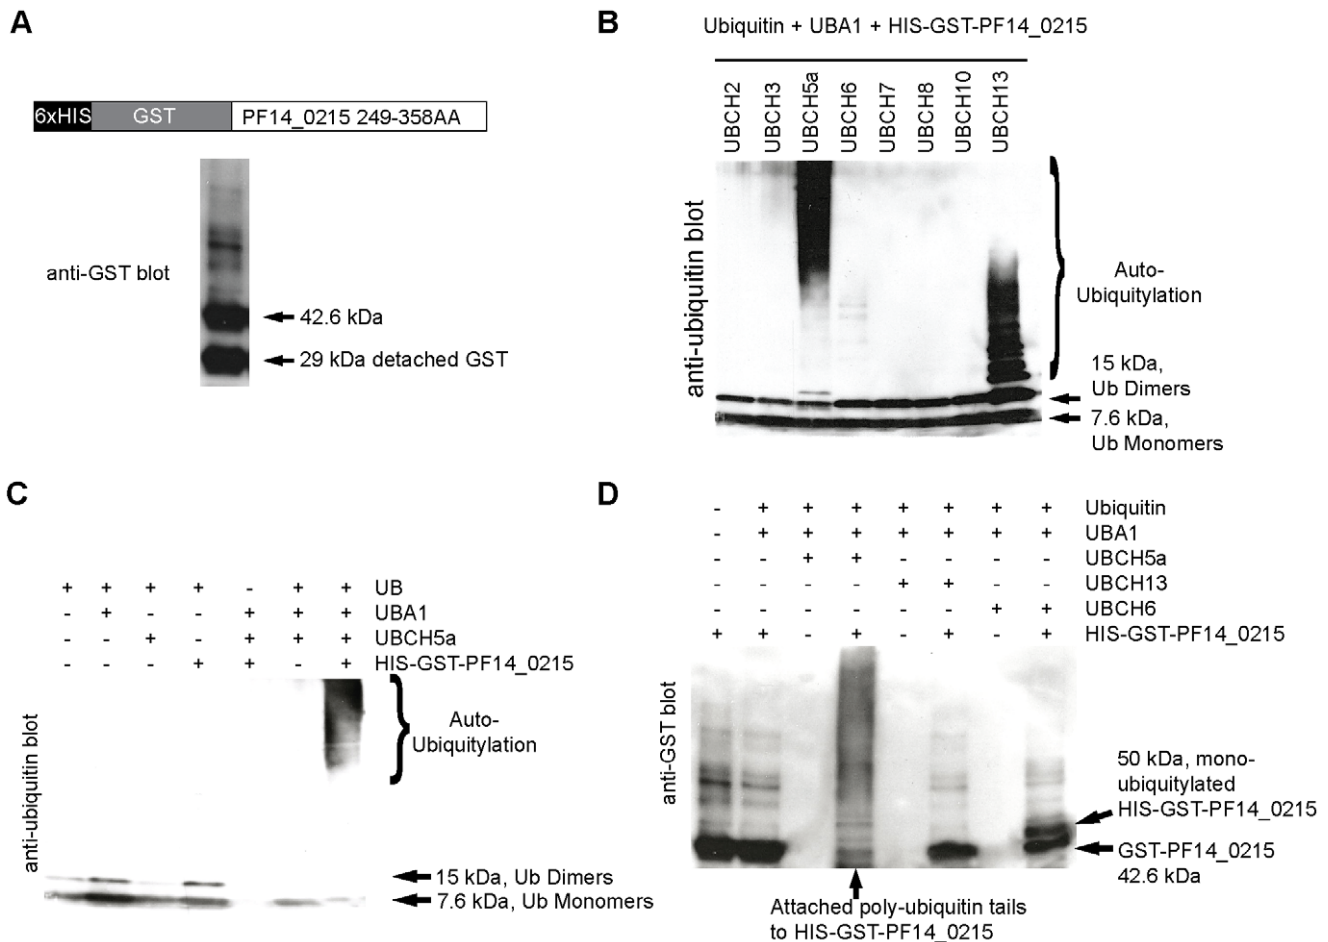 A
6xHIS GST PF14_0215 249-358AA
anti-GST blot
42.6 kDa
29 kDa detached GST
B
Ubiquitin + UBA1 + HIS-GST-PF14_0215
UBCH2 UBCH3 UBCH5a UBCH6 UBCH7 UBCH8 UBCH10 UBCH13
anti-ubiquitin blot
Auto-
Ubiquitylation
15 kDa,
Ub Dimers
7.6 kDa,
Ub Monomers
C
+ + + + - + + UB
- + - - + + + UBA1
- - + - + + + UBCH5a
- - - + + - + HIS-GST-PF14_0215
anti-ubiquitin blot
Auto-
Ubiquitylation
15 kDa, Ub Dimers
7.6 kDa, Ub Monomers
D
- + + + + + + + Ubiquitin
- + + + + + + + UBA1
- - + + - - - - UBCH5a
- - - - + + - - UBCH13
- - - - - - + + UBCH6
+ + - + - + - + HIS-GST-PF14_0215
anti-GST blot
50 kDa, mono-
ubiquitylated
HIS-GST-PF14_0215
GST-PF14_0215
42.6 kDa
Attached poly-ubiquitin tails
to HIS-GST-PF14_0215